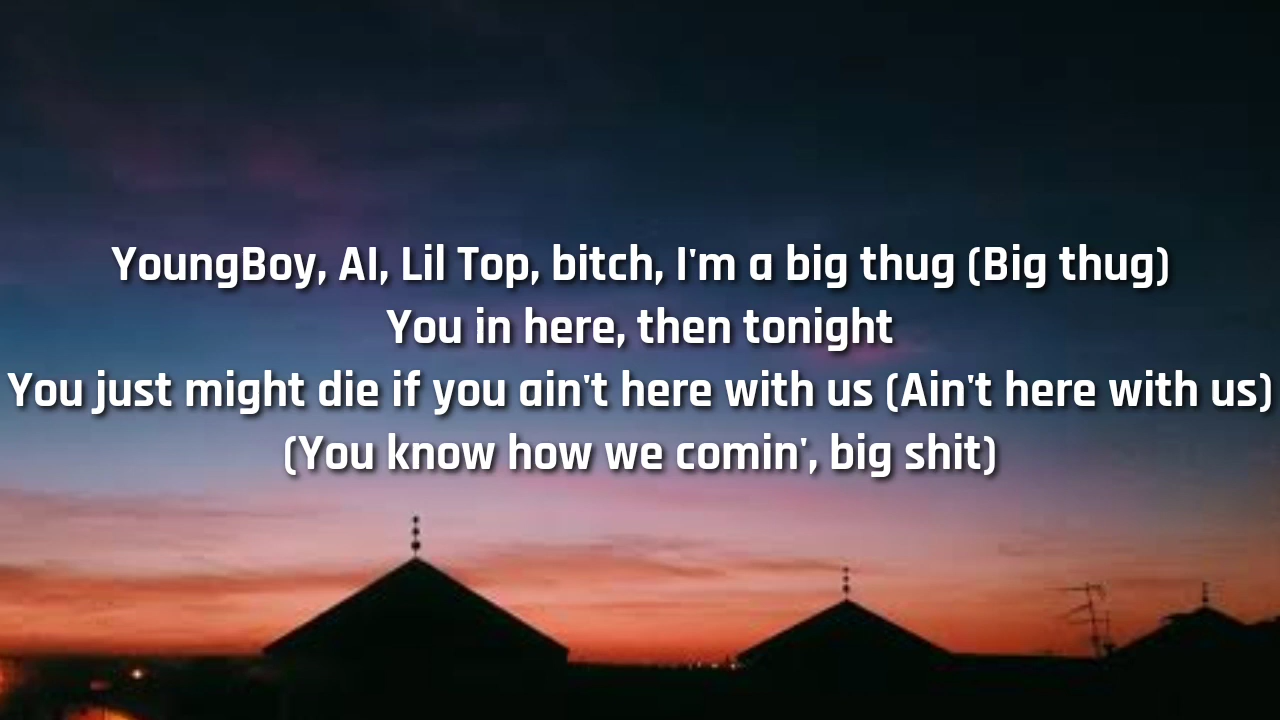 YoungBoy, AI, Lil Top, bitch, I'm a big thug (Big thug)
You in here, then tonight
You just might die if you ain't here with us (Ain't here with us)
(You know how we comin', big shit)